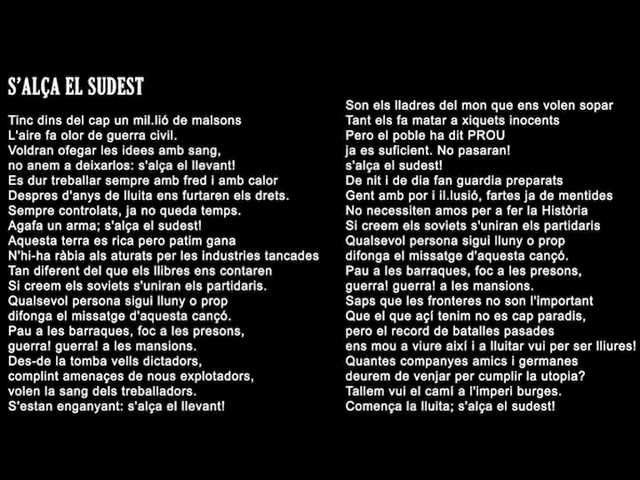 S'ALÇA EL SUDEST
Tinc dins del cap un mil.lió de malsons
L'aire fa olor de guerra civil.
Voldran ofegar les idees amb sang,
no anem a deixarlos: s'alça el llevant!
Es dur treballar sempre amb fred i amb calor
Despres d'anys de lluita ens furtaren els drets.
Sempre controlats, ja no queda temps.
Agafa un arma; s'alça el sudest!
Aquesta terra es rica pero patim gana
N'hi-ha ràbia als aturats per les industries tancades
Tan diferent del que els llibres ens contaren
Si creem els soviets s'uniran els partidaris.
Qualsevol persona sigui lluny o prop
difonga el missatge d'aquesta cançó.
Pau a les barraques, foc a les presons,
guerra! guerra! a les mansions.
Des-de la tomba vells dictadors,
complint amenaçes de nous explotadors,
volen la sang dels treballadors.
S'estan enganyant: s'alça el llevant!
Son els lladres del mon que ens volen sopar
Tant els fa matar a xiquets inocents
Pero el poble ha dit PROU
ja es suficient. No pasaran!
s'alça el sudest!
De nit i de dia fan guardia preparats
Gent amb por i il.lusió, fartes ja de mentides
No necessiten amos per a fer la Història
Si creem els soviets s'uniran els partidaris
Qualsevol persona sigui lluny o prop
difonga el missatge d'aquesta cançó.
Pau a les barraques, foc a les presons,
guerra! guerra! a les mansions.
Saps que les fronteres no son l'important
Que el que açí tenim no es cap paradis,
pero el record de batalles pasades
ens mou a viure així i a lluitar vui per ser lliures!
Quantes companyes amics i germanes
deurem de venjar per cumplir la utopia?
Tallem vui el camí a l'imperi burges.
Comença la lluita; s'alça el sudest!